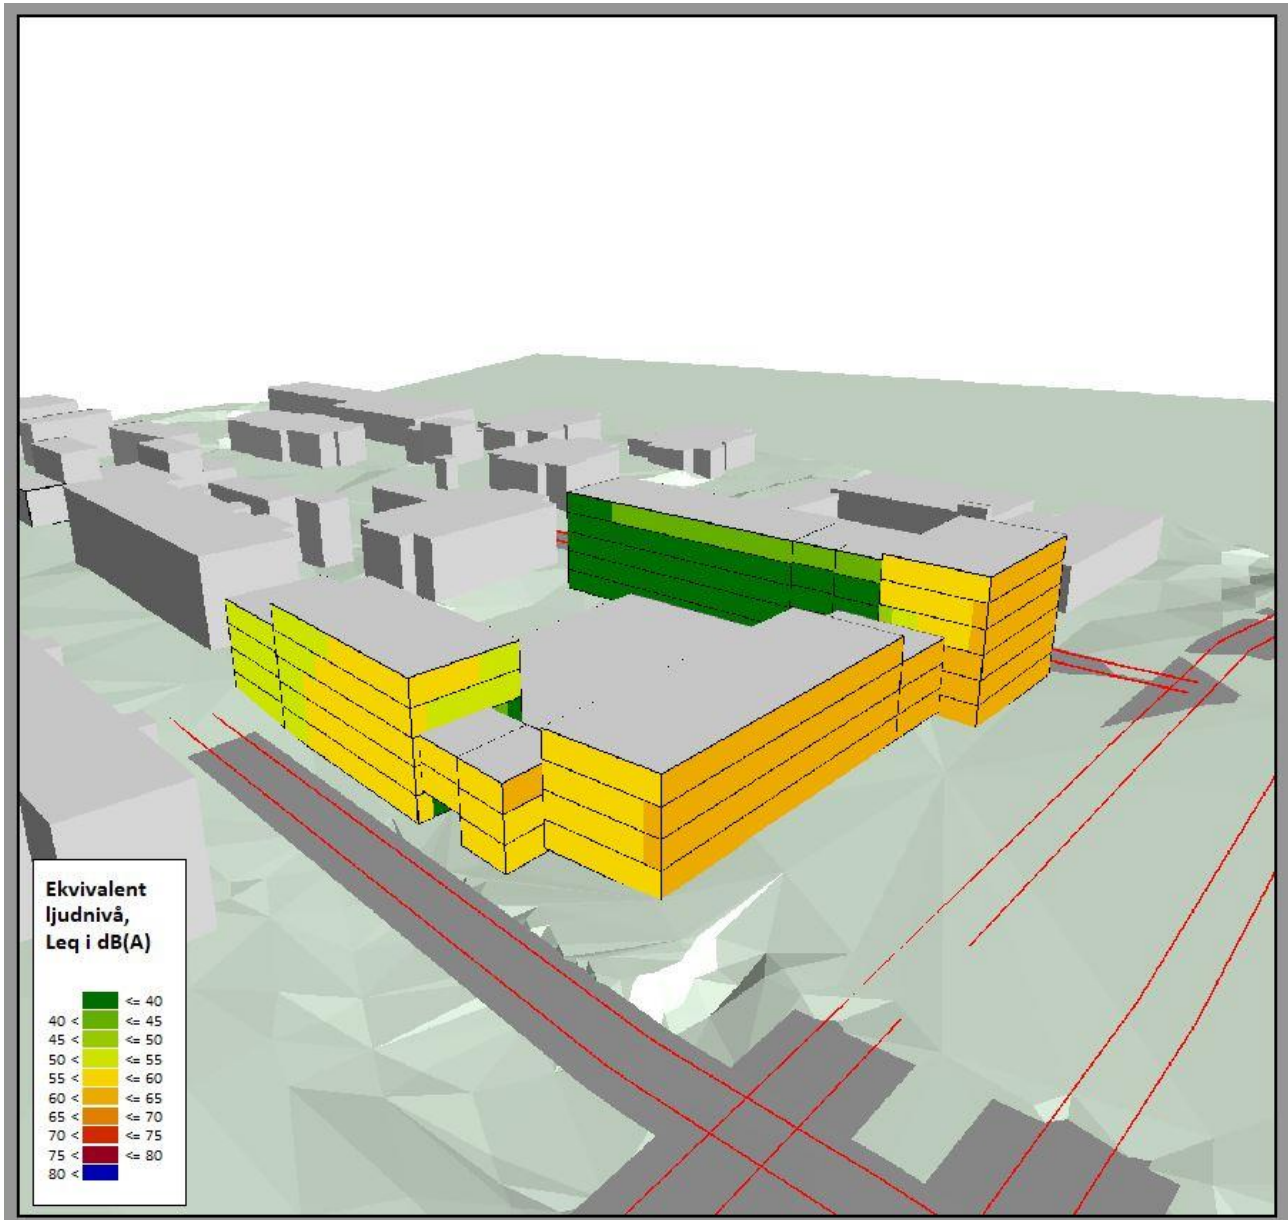 Ekvivalent
ljudnivå,
Leq i dB(A)
<= 40
40 < <= 45
45 < <= 50
50 < <= 55
55 < <= 60
60 < <= 65
65 < <= 70
70 < <= 75
75 < <= 80
80 <